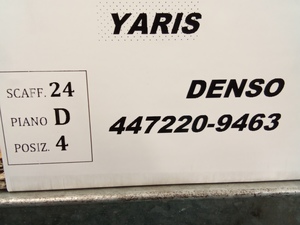 YARIS
SCAFF. 24
PIANO D
POSIZ. 4
DENSO
447220-9463